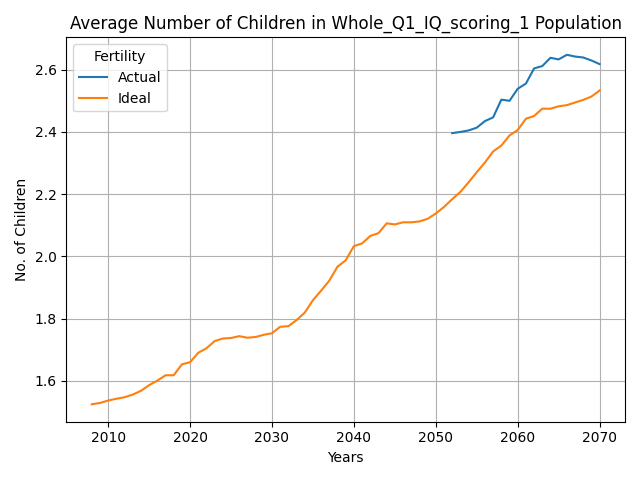 Average Number of Children in Whole_Q1_IQ_scoring_1 Population
Fertility
Actual
Ideal
No. of Children
2.6
2.4
2.2
2.0
1.8
1.6
2010 2020 2030 2040 2050 2060 2070
Years